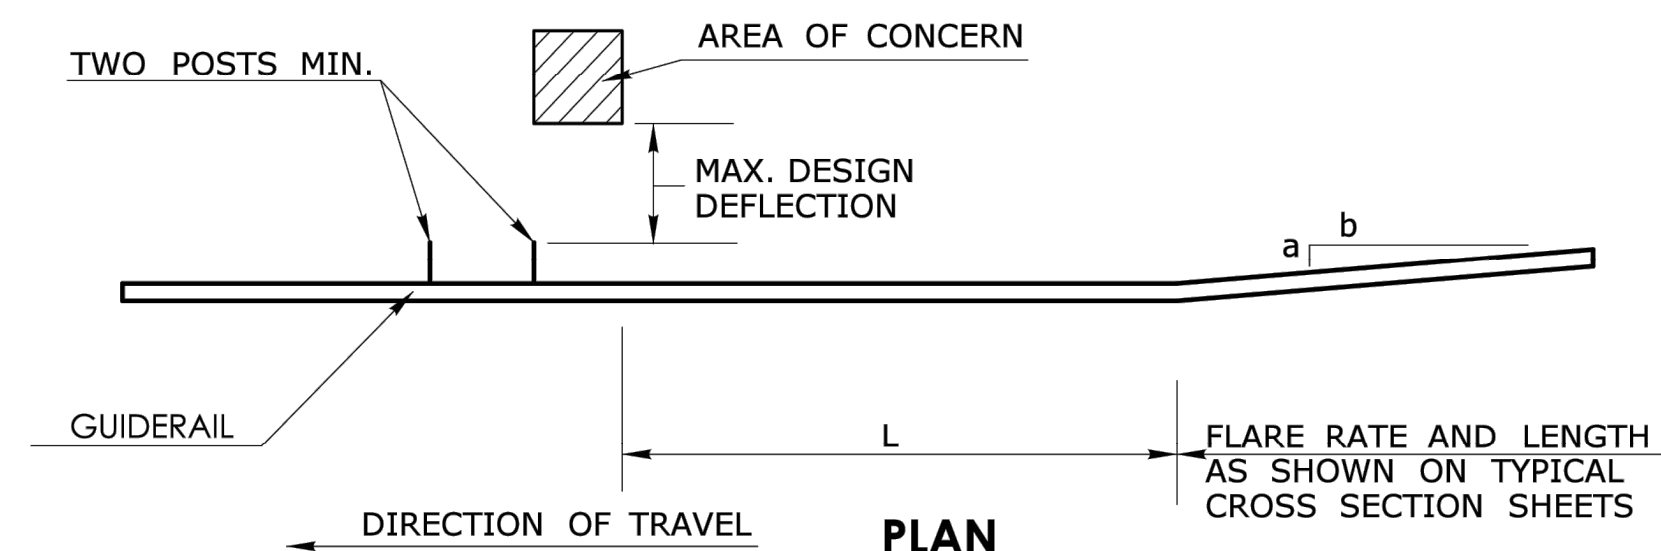 AREA OF CONCERN
TWO POSTS MIN.
MAX. DESIGN
DEFLECTION
b
a
GUIDERAIL
L
FLARE RATE AND LENGTH
AS SHOWN ON TYPICAL
CROSS SECTION SHEETS
DIRECTION OF TRAVEL
PLAN